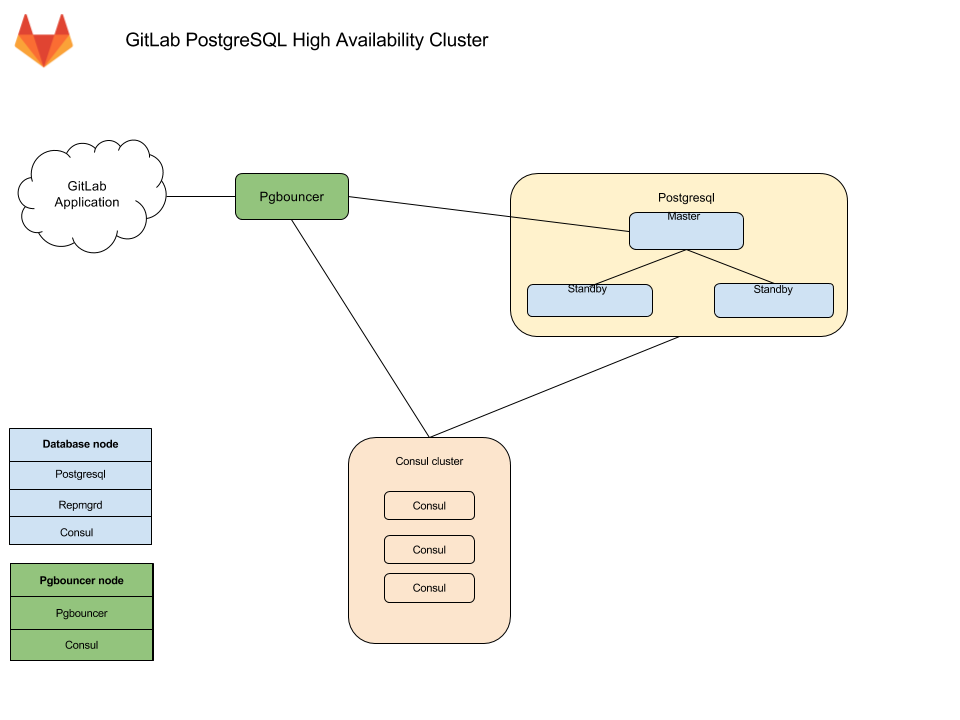 GitLab PostgreSQL High Availability Cluster
GitLab
Application
Pgbouncer
Postgresql
Master
Standby
Standby
Consul cluster
Consul
Consul
Consul
Database node
Postgresql
Repmgrd
Consul
Pgbouncer node
Pgbouncer
Consul